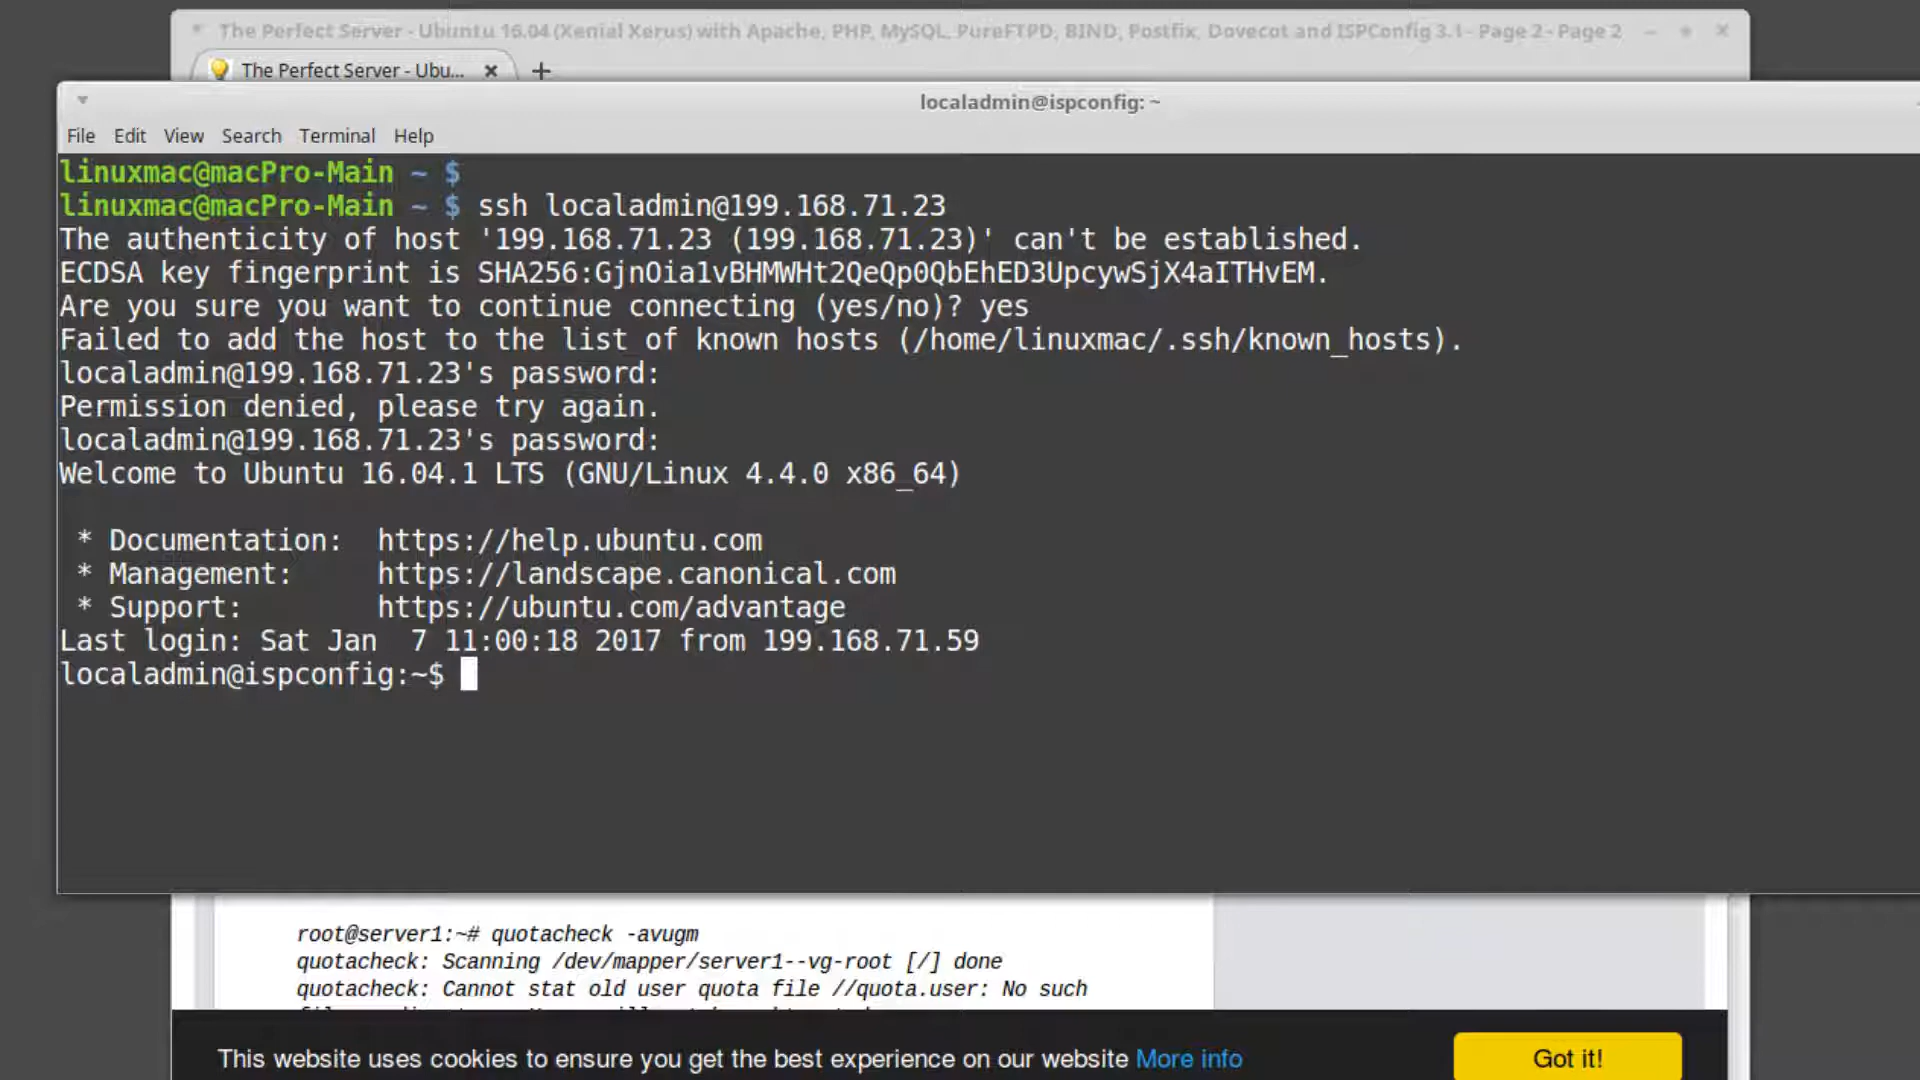 The Perfect Server - Ubuntu 16.04 (Xenial Xerus) with Apache, PHP, MySQL, PureFTPD, BIND, Postfix, Dovecot and ISPConfig 3.1 - Page 2 - Page 2
The Perfect Server - Ubu...
localadmin@ispconfig: ~
File Edit View Search Terminal Help
linuxmac@macPro-Main ~ $
linuxmac@macPro-Main ~ $ ssh localadmin@199.168.71.23
The authenticity of host '199.168.71.23 (199.168.71.23)' can't be established.
ECDSA key fingerprint is SHA256:GjnOia1vBHMWHt2QeQp0QbEhED3UpcywSjX4aITHvEM.
Are you sure you want to continue connecting (yes/no)? yes
Failed to add the host to the list of known hosts (/home/linuxmac/.ssh/known_hosts).
localadmin@199.168.71.23's password:
Permission denied, please try again.
localadmin@199.168.71.23's password:
Welcome to Ubuntu 16.04.1 LTS (GNU/Linux 4.4.0 x86_64)
* Documentation: https://help.ubuntu.com
* Management: https://landscape.canonical.com
* Support: https://ubuntu.com/advantage
Last login: Sat Jan 7 11:00:18 2017 from 199.168.71.59
localadmin@ispconfig:~$
root@server1:~# quotacheck -avugm
quotacheck: Scanning /dev/mapper/server1--vg-root [/] done
quotacheck: Cannot stat old user quota file //quota.user: No such
This website uses cookies to ensure you get the best experience on our website More info
Got it!